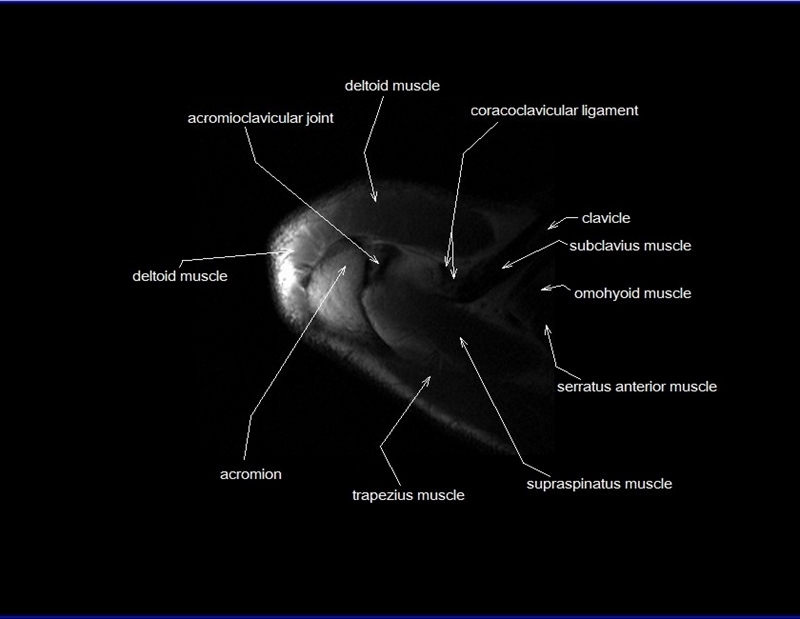 deltoid muscle
coracoclavicular ligament
acromioclavicular joint
clavicle
subclavius muscle
deltoid muscle
omohyoid muscle
serratus anterior muscle
acromion
supraspinatus muscle
trapezius muscle